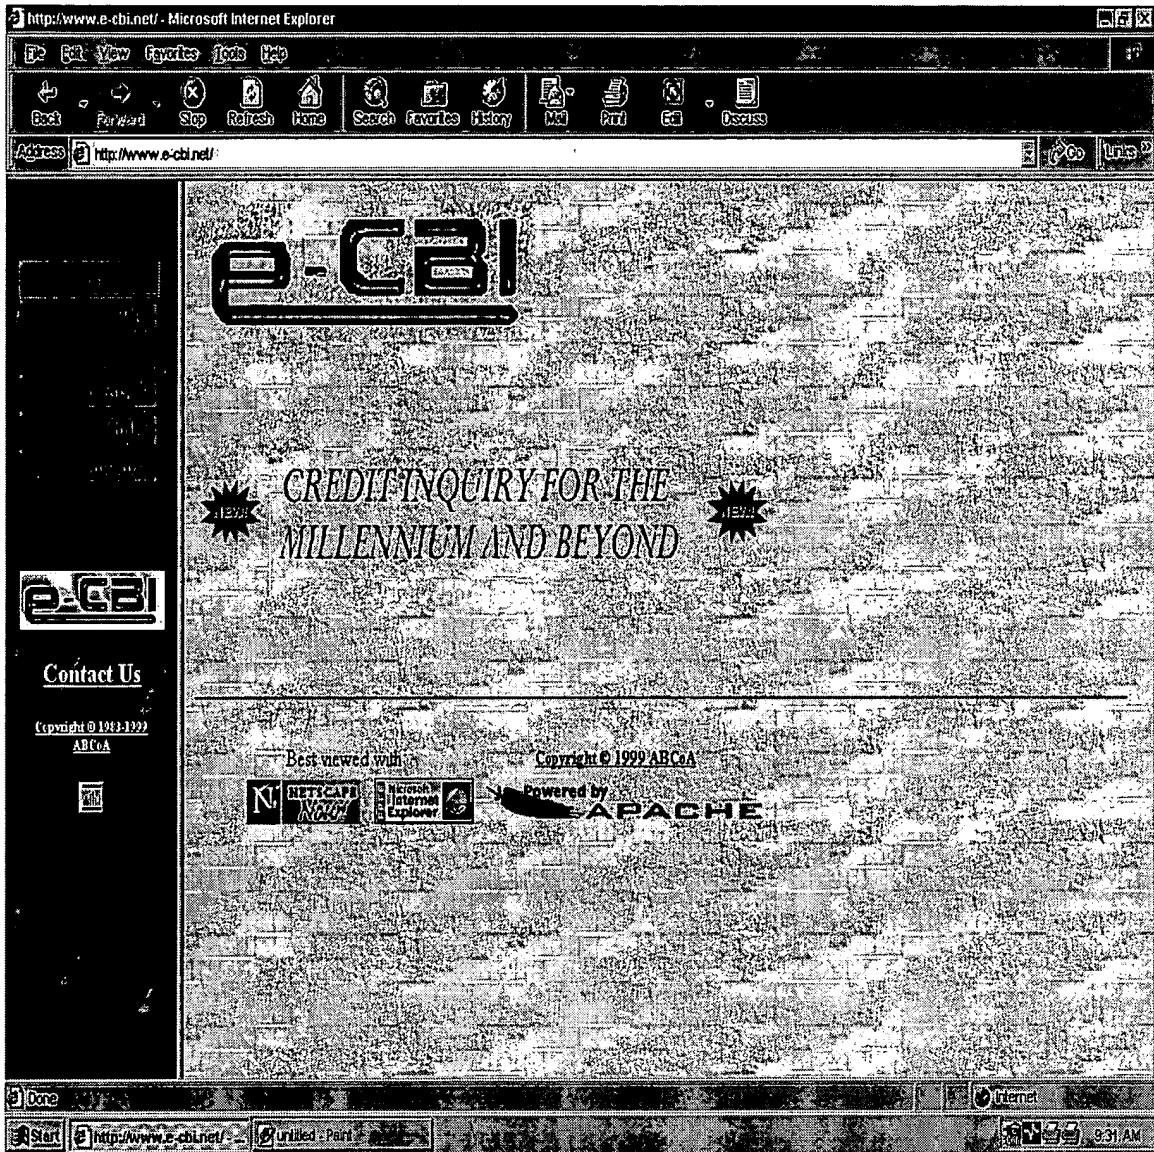 http://www.e-cbi.net/ - Microsoft Internet Explorer
File Edit View Favorites Tools Help
Back Forward Stop Refresh Home Search Favorites History Mail Print Edit Discuss
Address http://www.e-cbi.net/ Go Links »
e-CBI
NEW! CREDIT INQUIRY FOR THE NEW!
MILLENNIUM AND BEYOND
e-CBI
Contact Us
Copyright © 1983-1999
ABCoA
Best viewed with Copyright © 1999 ABCoA
N NETSCAPE NOW! Microsoft Internet Explorer Powered by APACHE
Done Internet
Start http://www.e-cbi.net/ - ... untitled - Paint 9:31 AM